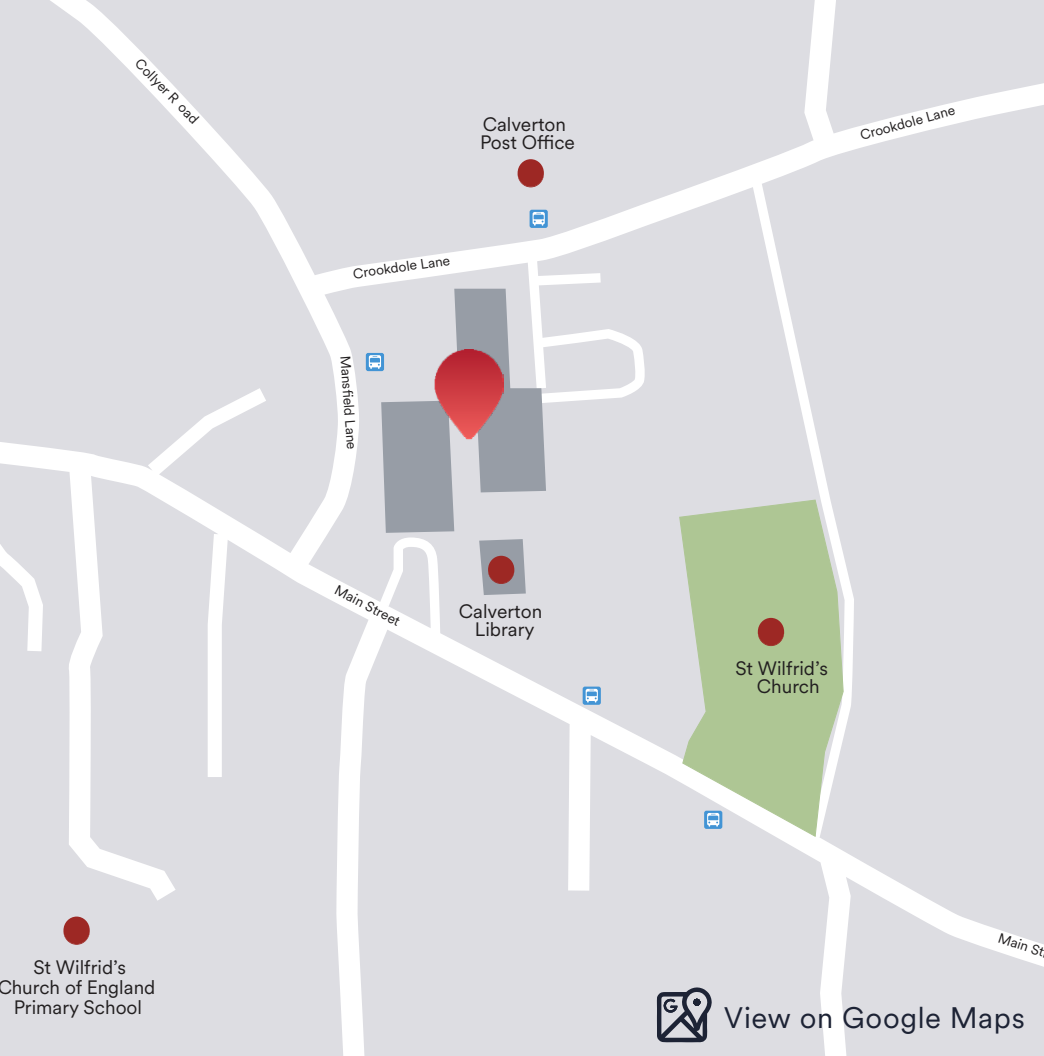 Collyer Road
Calverton
Post Office
Crookdole Lane
Crookdole Lane
Mansfield Lane
Main Street
Calverton
Library
St Wilfrid's
Church
St Wilfrid's
Church of England
Primary School
Main St
G
View on Google Maps